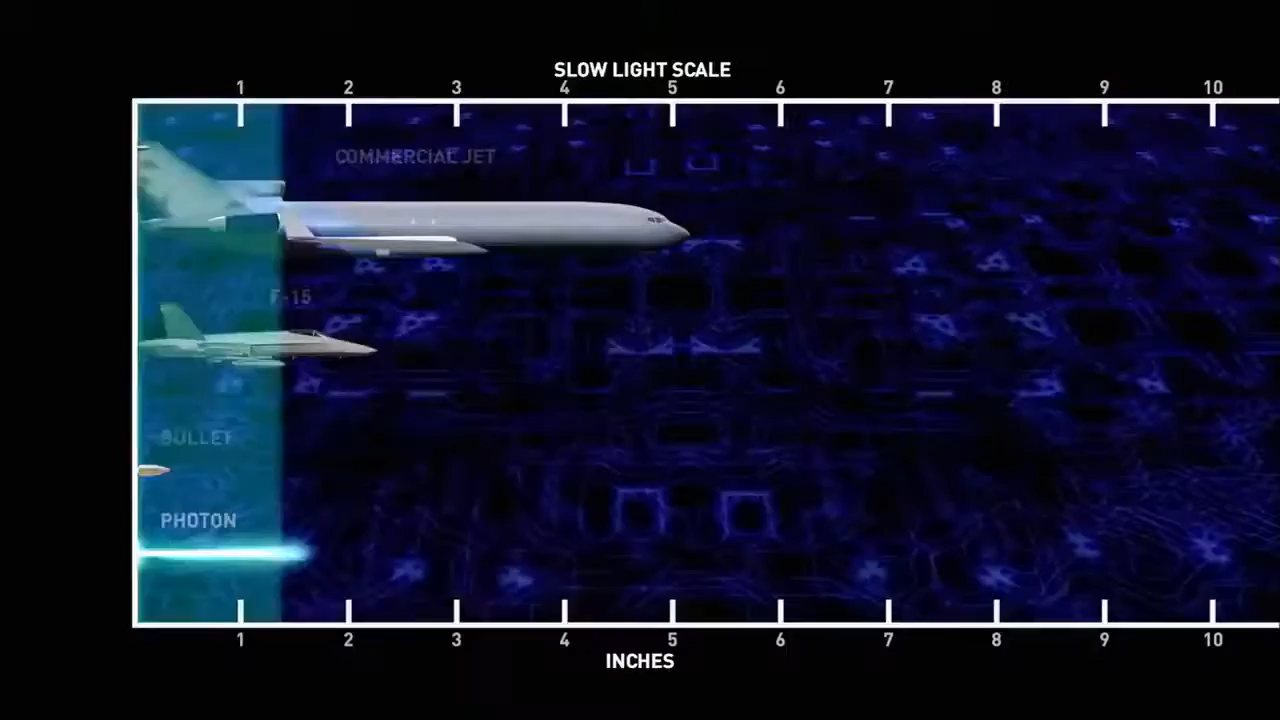 SLOW LIGHT SCALE
1 2 3 4 5 6 7 8 9 10
COMMERCIAL JET
F-15
BULLET
PHOTON
1 2 3 4 5 6 7 8 9 10
INCHES